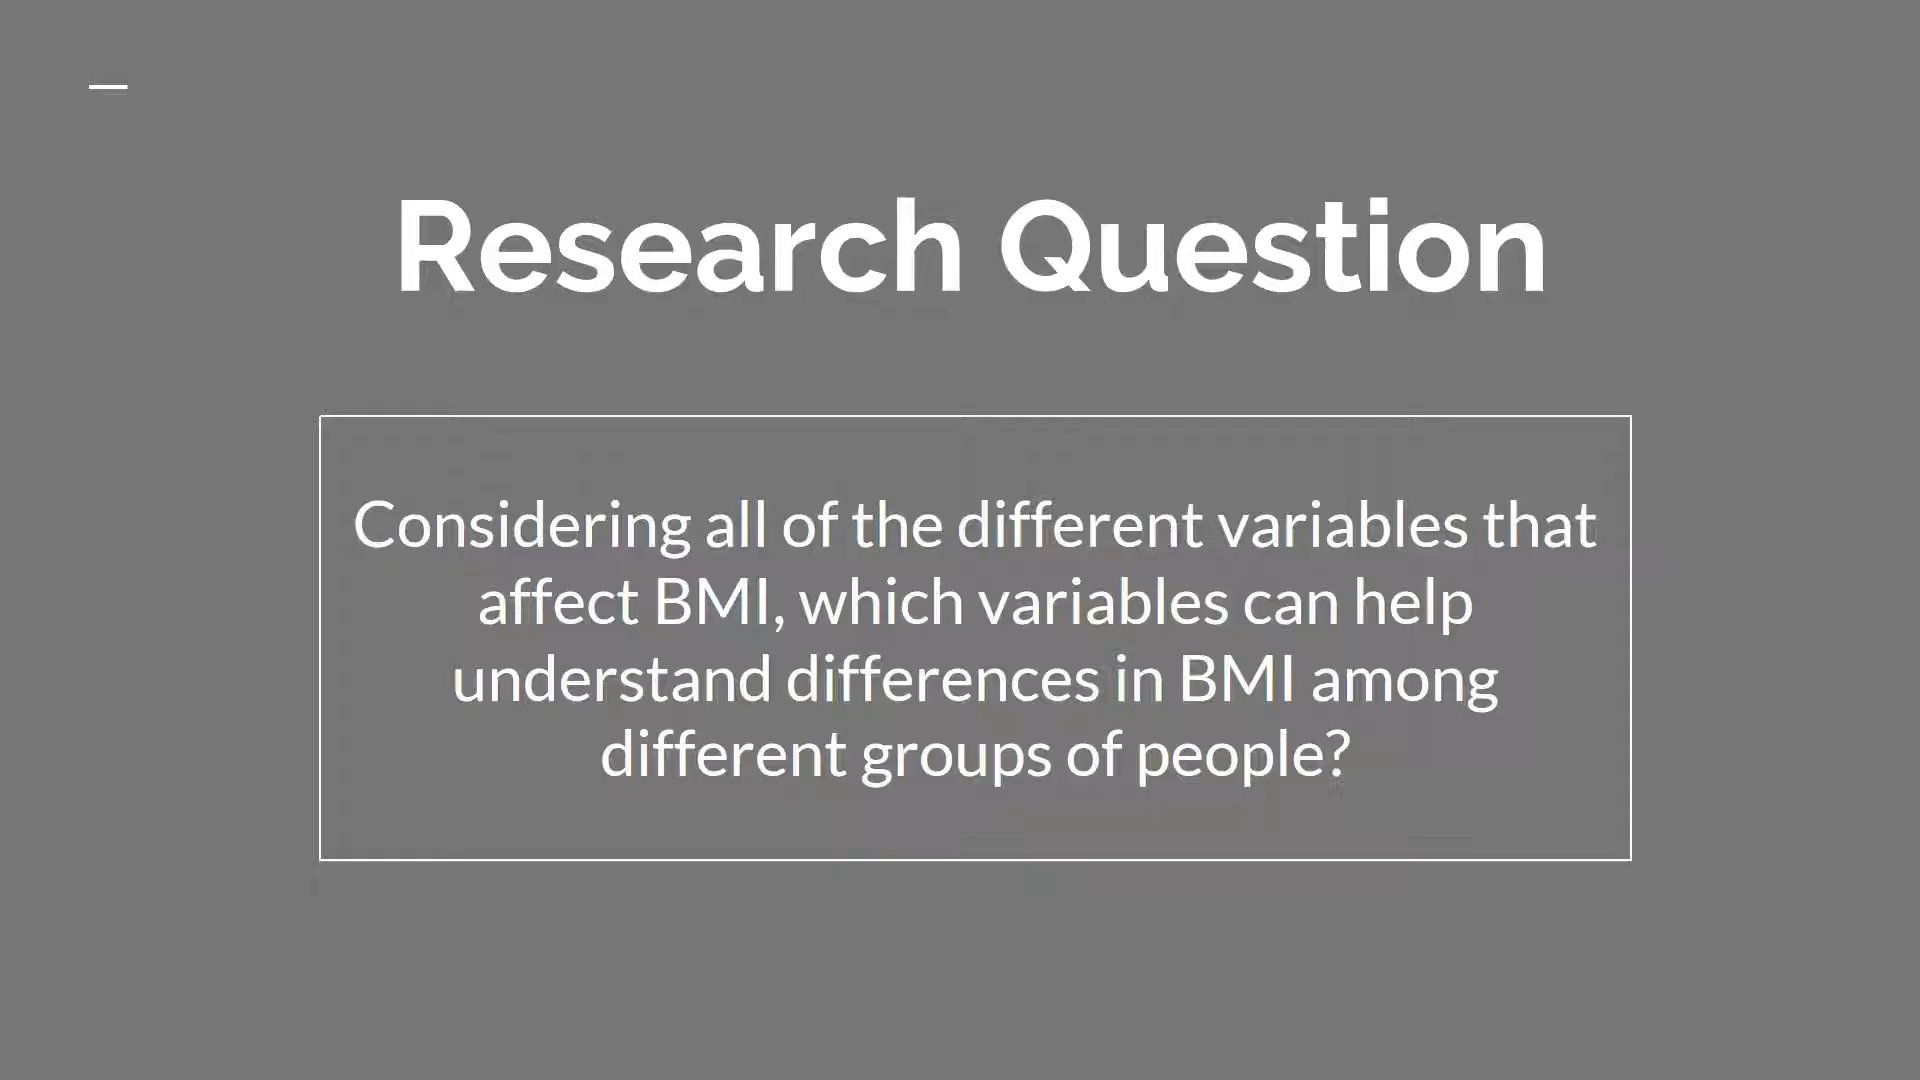 Research Question
Considering all of the different variables that
affect BMI, which variables can help
understand differences in BMI among
different groups of people?